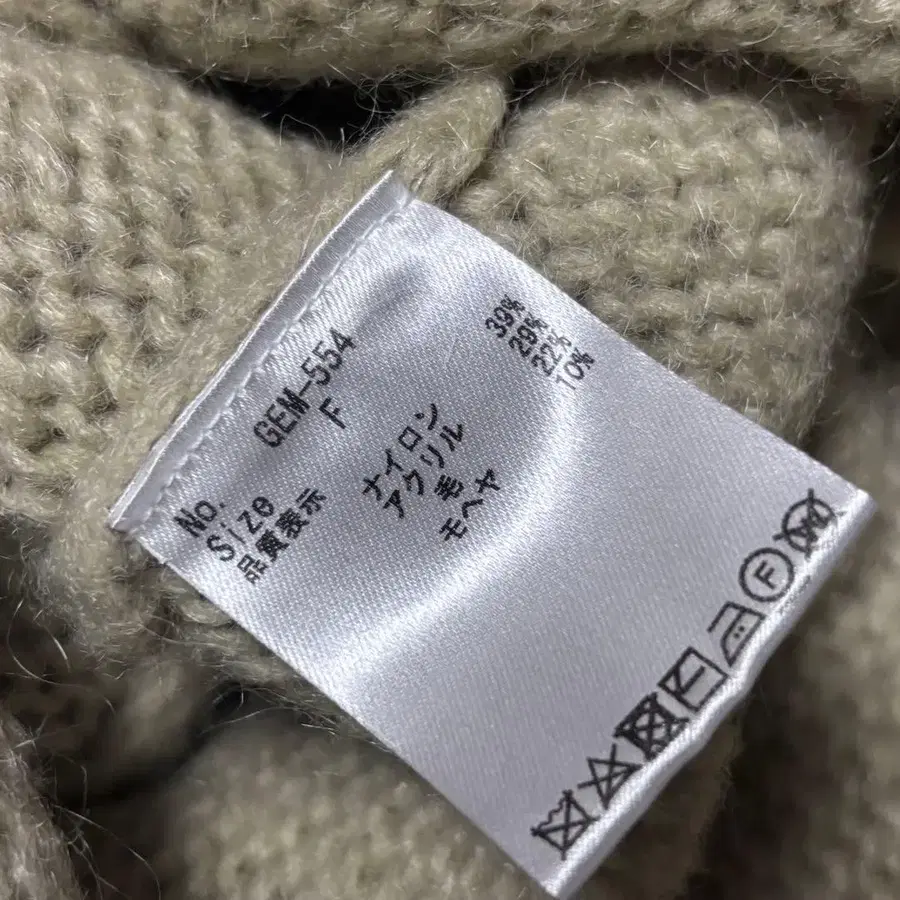 No. GEM-554
Size F
品質表示
ナイロン 39%
アクリル 29%
毛 22%
モヘヤ 10%
F